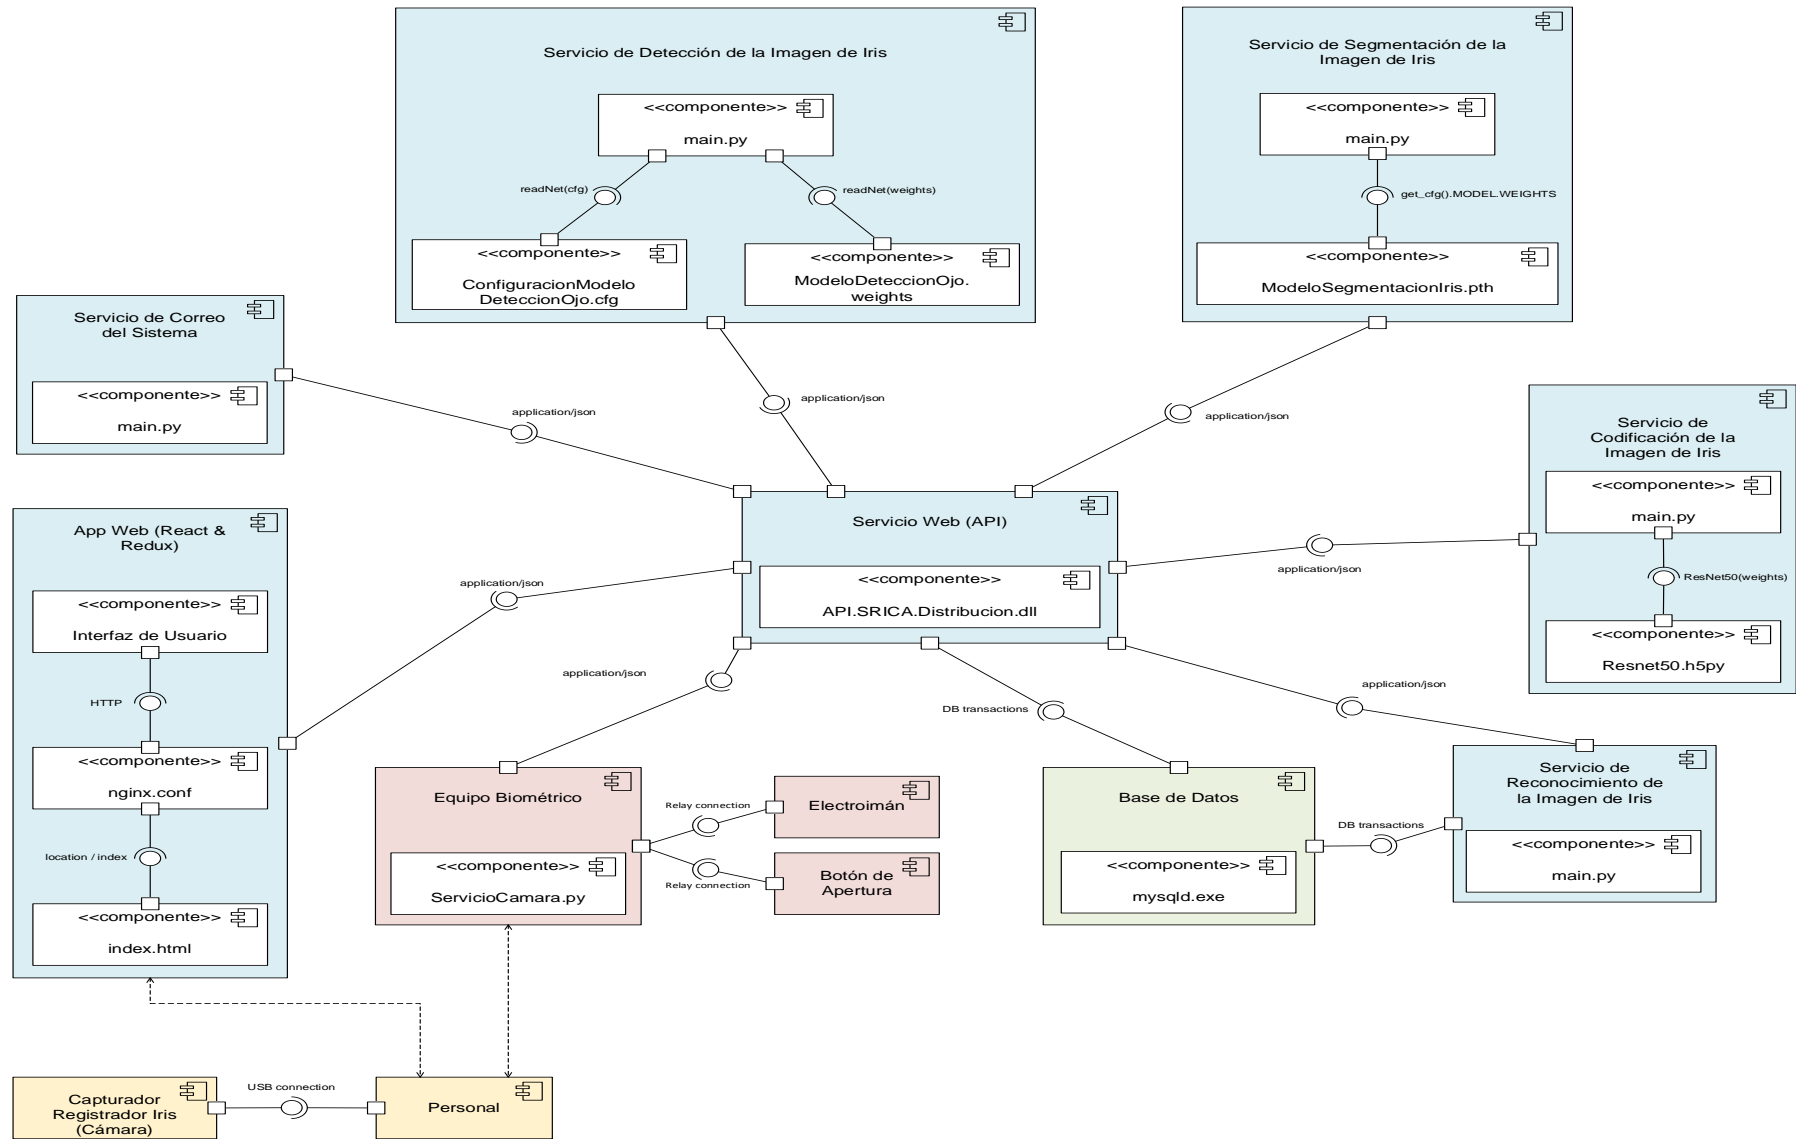 Servicio de Detección de la Imagen de Iris
<<componente>>
main.py
readNet(cfg)
readNet(weights)
<<componente>>
ConfiguracionModelo
DeteccionOjo.cfg
<<componente>>
ModeloDeteccionOjo.
weights
Servicio de Segmentación de la
Imagen de Iris
<<componente>>
main.py
get_cfg().MODEL.WEIGHTS
<<componente>>
ModeloSegmentacionIris.pth
Servicio de Correo
del Sistema
<<componente>>
main.py
application/json
application/json
application/json
Servicio de
Codificación de la
Imagen de Iris
<<componente>>
main.py
ResNet50(weights)
<<componente>>
Resnet50.h5py
App Web (React &
Redux)
<<componente>>
Interfaz de Usuario
HTTP
<<componente>>
nginx.conf
location / index
<<componente>>
index.html
application/json
Servicio Web (API)
<<componente>>
API.SRICA.Distribucion.dll
application/json
application/json
DB transactions
application/json
Equipo Biométrico
<<componente>>
ServicioCamara.py
Relay connection
Relay connection
Electroimán
Botón de
Apertura
Base de Datos
<<componente>>
mysqld.exe
DB transactions
Servicio de
Reconocimiento de
la Imagen de Iris
<<componente>>
main.py
Capturador
Registrador Iris
(Cámara)
USB connection
Personal